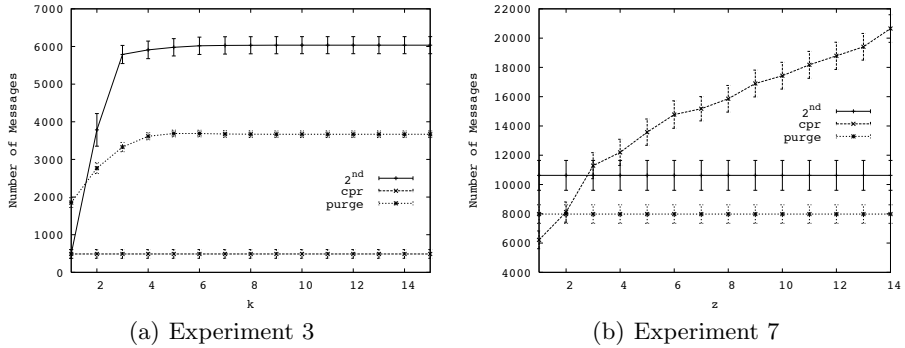 7000
6000
5000
4000
3000
2000
1000
0
Number of Messages
2nd
cpr
purge
2 4 6 8 10 12 14
k
(a) Experiment 3
22000
20000
18000
16000
14000
12000
10000
8000
6000
4000
Number of Messages
2nd
cpr
purge
2 4 6 8 10 12 14
z
(b) Experiment 7